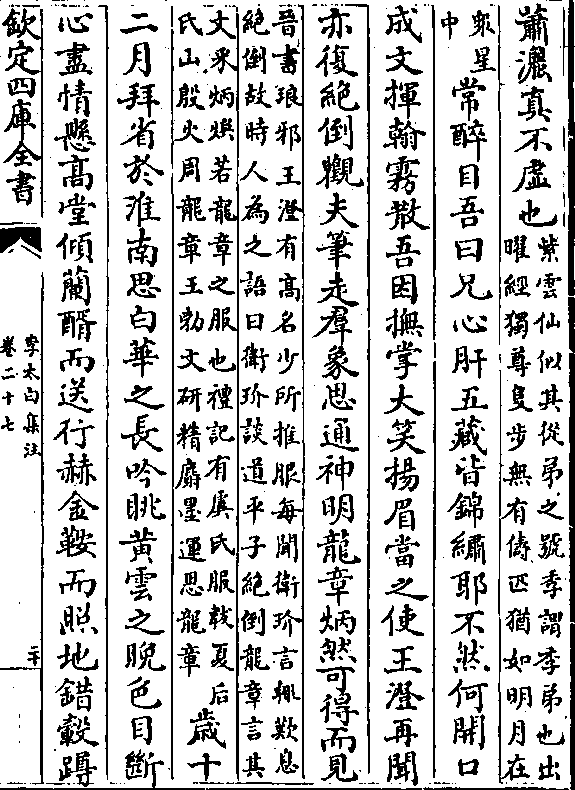 蕭灑真不虛也紫雲仙似其從弟之號季謂季弟也出
曜經獨尊隻步無有儔匹猶如明月在
衆星
中
常醉目吾曰兄心肝五藏皆錦繡耶不然何開口
成文揮翰霧散吾因撫掌大笑揚眉當之使王澄再聞
亦復絶倒觀夫筆走羣象思通神明龍章炳然可得而見
晉書琅邪王澄有髙名少所推服每聞衛玠言輒歎息
絶倒故時人為之語曰衛玠談道平子絶倒龍章言其
文采炳煥若龍章之服也禮記有虞氏服韍夏后
氏山殷火周龍章王勃文研精麝墨運思龍章
歲十
二月拜省於淮南思白華之長吟眺黄雲之晚色目斷
心盡情懸髙堂傾蘭醑而送行赫金鞍而照地錯轂蹲
欽定四庫全書
李太白集注
卷二十七
二十